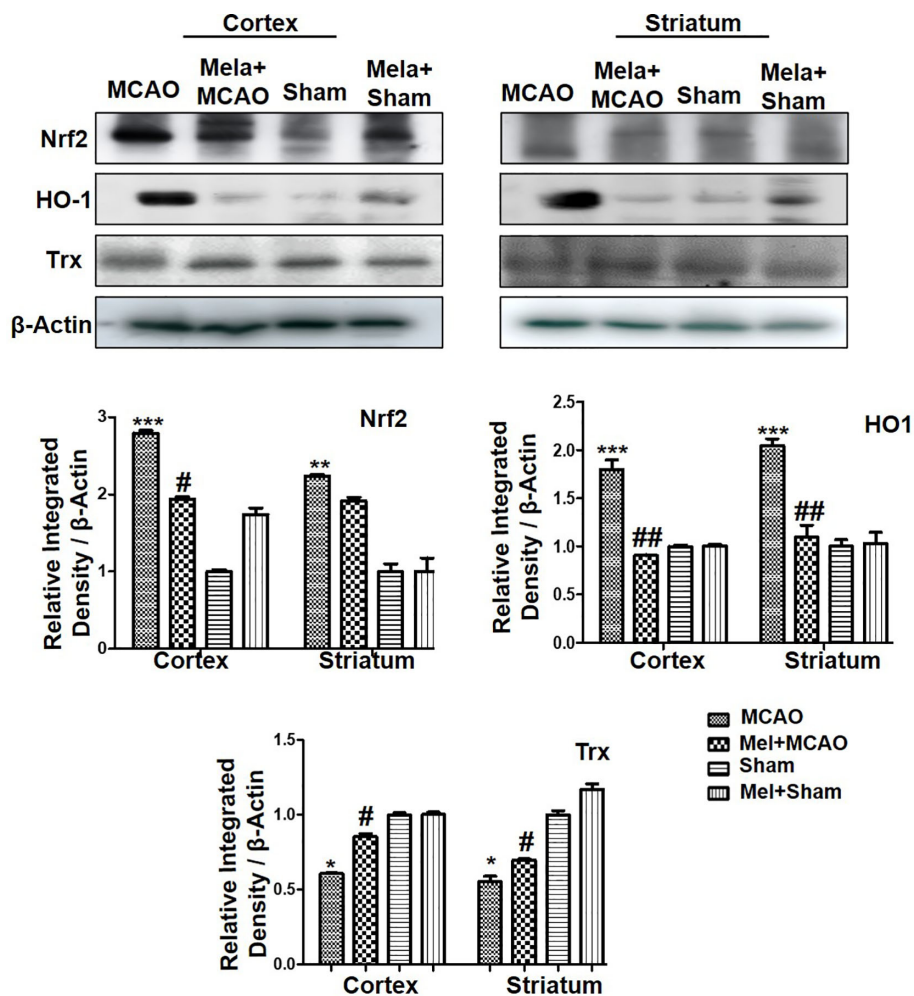 Cortex
Striatum
MCAO
Mela+
MCAO
Sham
Mela+
Sham
MCAO
Mela+
MCAO
Sham
Mela+
Sham
Nrf2
HO-1
Trx
β-Actin
Relative Integrated
Density / β-Actin
3
2
1
0
***
#
**
Nrf2
Cortex
Striatum
Relative Integrated
Density / β-Actin
2.5
2.0
1.5
1.0
0.5
0.0
***
##
***
##
HO1
Cortex
Striatum
Relative Integrated
Density / β-Actin
1.5
1.0
0.5
0.0
*
#
*
#
Trx
Cortex
Striatum
MCAO
Mel+MCAO
Sham
Mel+Sham